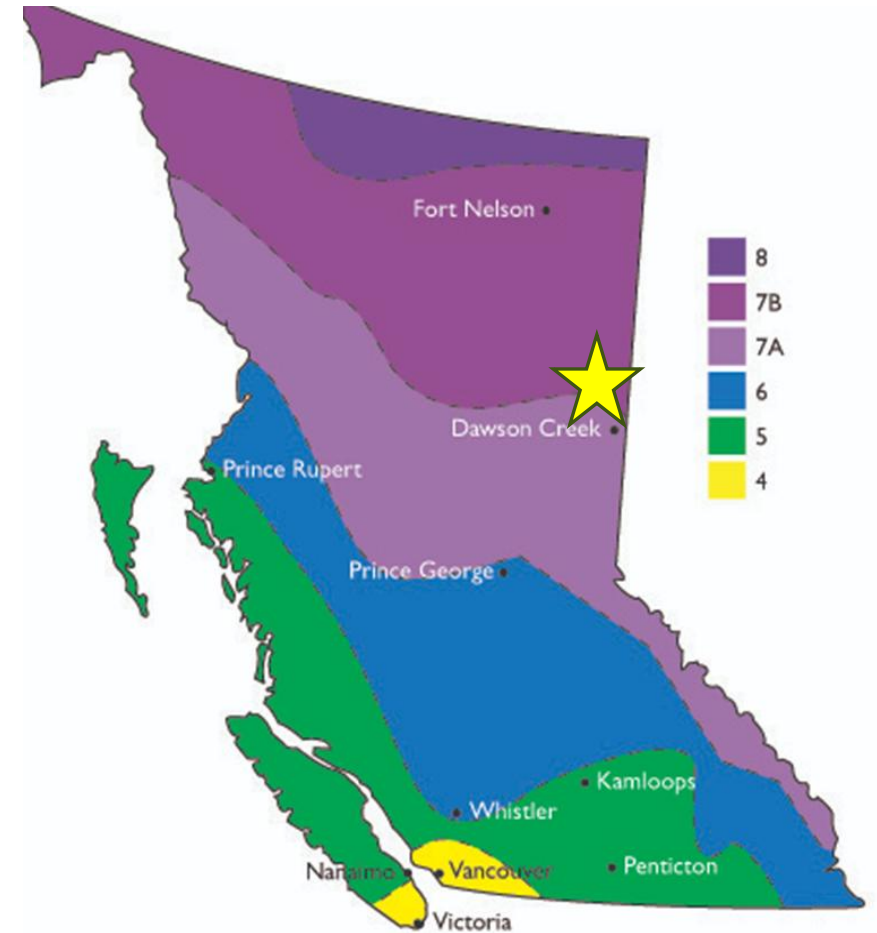 Fort Nelson
8
7B
7A
6
5
4
Dawson Creek
Prince Rupert
Prince George
Kamloops
Whistler
Penticton
Nanaimo
Vancouver
Victoria